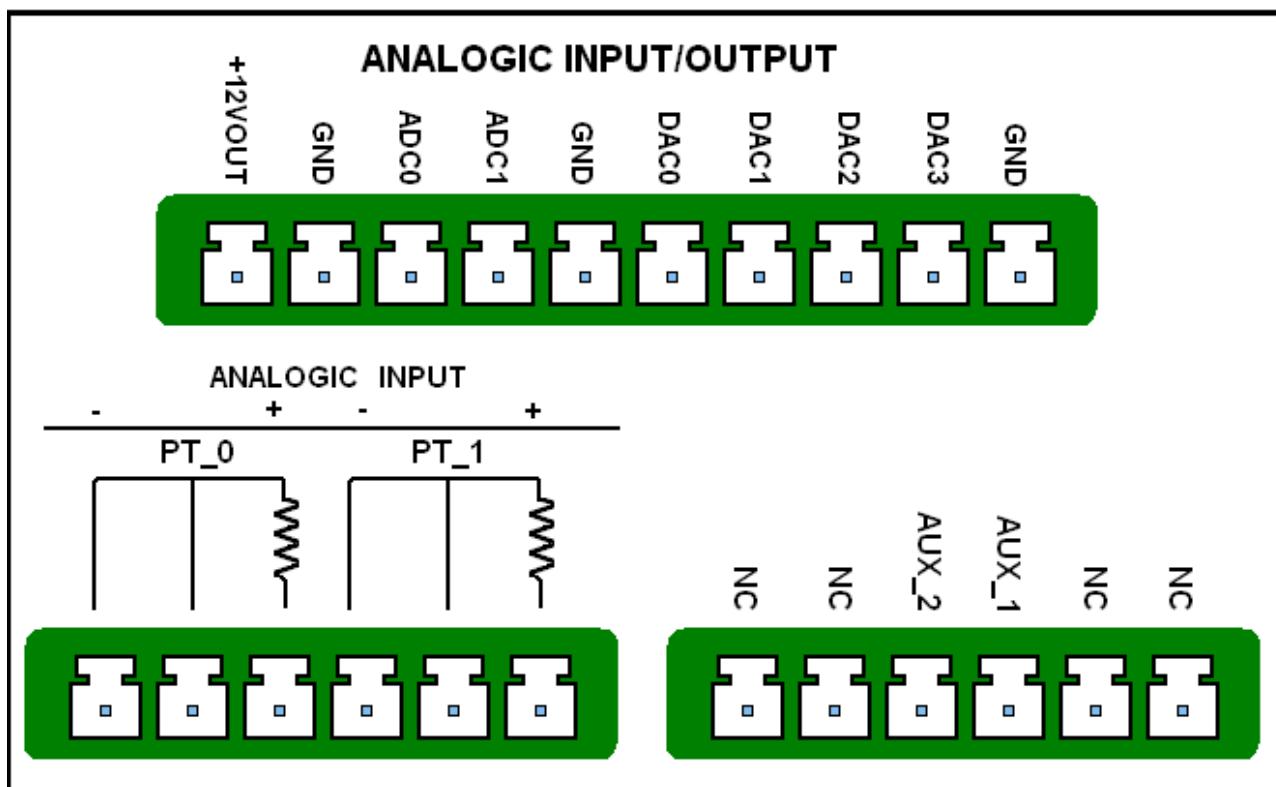 ANALOGIC INPUT/OUTPUT
+12VOUT
GND
ADC0
ADC1
GND
DAC0
DAC1
DAC2
DAC3
GND
ANALOGIC INPUT
- + - +
PT_0 PT_1
NC
NC
AUX_2
AUX_1
NC
NC